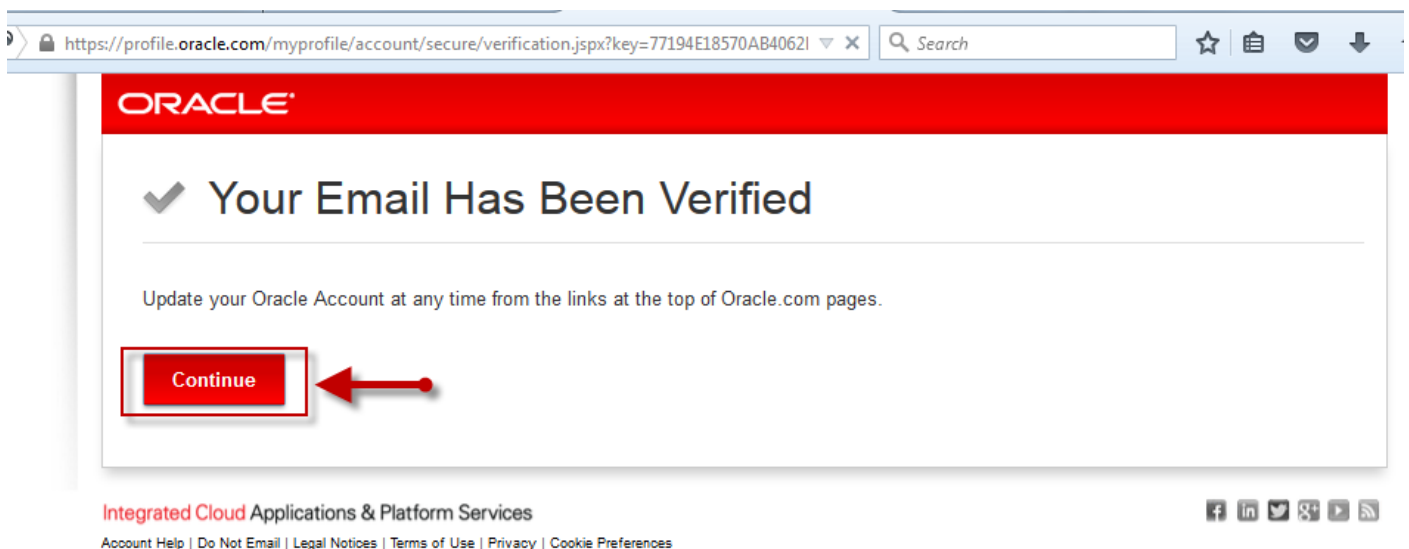 https://profile.oracle.com/myprofile/account/secure/verification.jspx?key=77194E18570AB4062 Search
ORACLE
Your Email Has Been Verified
Update your Oracle Account at any time from the links at the top of Oracle.com pages.
Continue
Integrated Cloud Applications & Platform Services
Account Help | Do Not Email | Legal Notices | Terms of Use | Privacy | Cookie Preferences